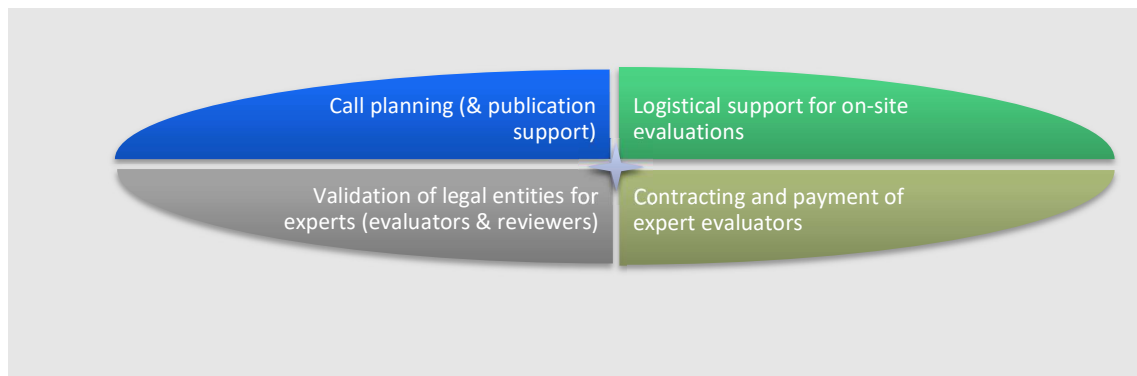 Call planning (& publication
support)
Logistical support for on-site
evaluations
Validation of legal entities for
experts (evaluators & reviewers)
Contracting and payment of
expert evaluators